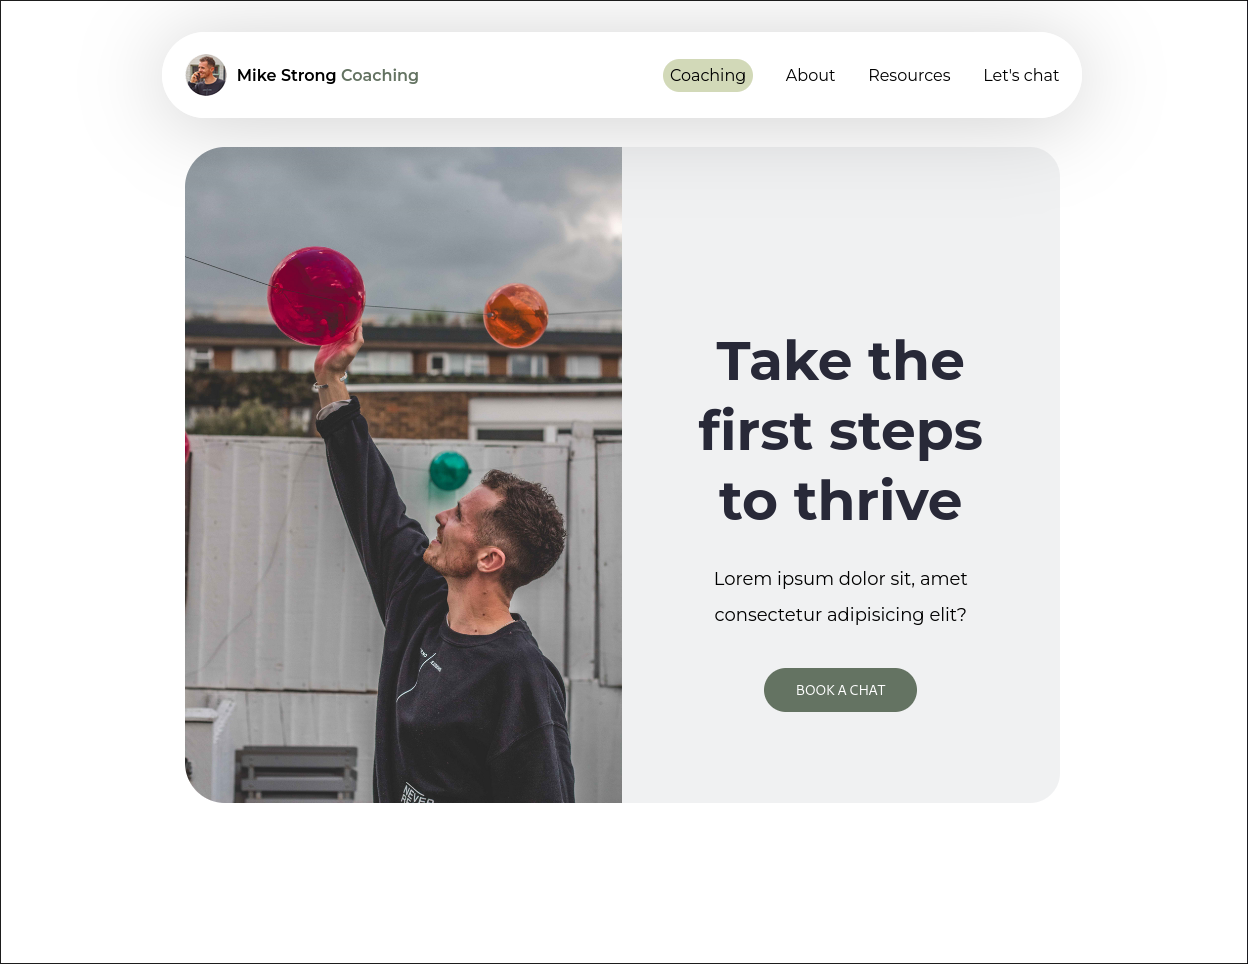 Mike Strong Coaching
Coaching
About
Resources
Let's chat
Take the
first steps
to thrive
Lorem ipsum dolor sit, amet
consectetur adipisicing elit?
BOOK A CHAT
NEVER